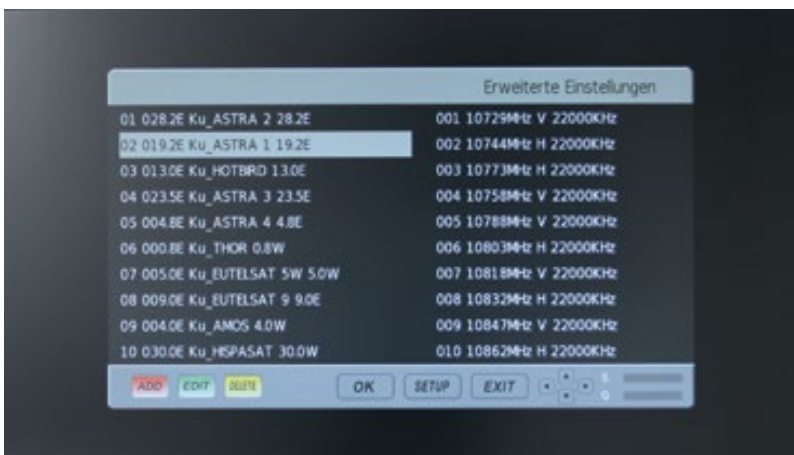 Erweiterte Einstellungen
01 028.2E Ku_ASTRA 2 28.2E
02 019.2E Ku_ASTRA 1 19.2E
03 013.0E Ku_HOTBIRD 13.0E
04 023.5E Ku_ASTRA 3 23.5E
05 004.8E Ku_ASTRA 4 4.8E
06 000.8E Ku_THOR 0.8W
07 005.0E Ku_EUTELSAT 5W 5.0W
08 009.0E Ku_EUTELSAT 9 9.0E
09 004.0E Ku_AMOS 4.0W
10 030.0E Ku_HISPASAT 30.0W
001 10729MHz V 22000KHz
002 10744MHz H 22000KHz
003 10773MHz H 22000KHz
004 10758MHz V 22000KHz
005 10788MHz V 22000KHz
006 10803MHz H 22000KHz
007 10818MHz V 22000KHz
008 10832MHz H 22000KHz
009 10847MHz V 22000KHz
010 10862MHz H 22000KHz
ADD EDIT DELETE OK SETUP EXIT S
Q